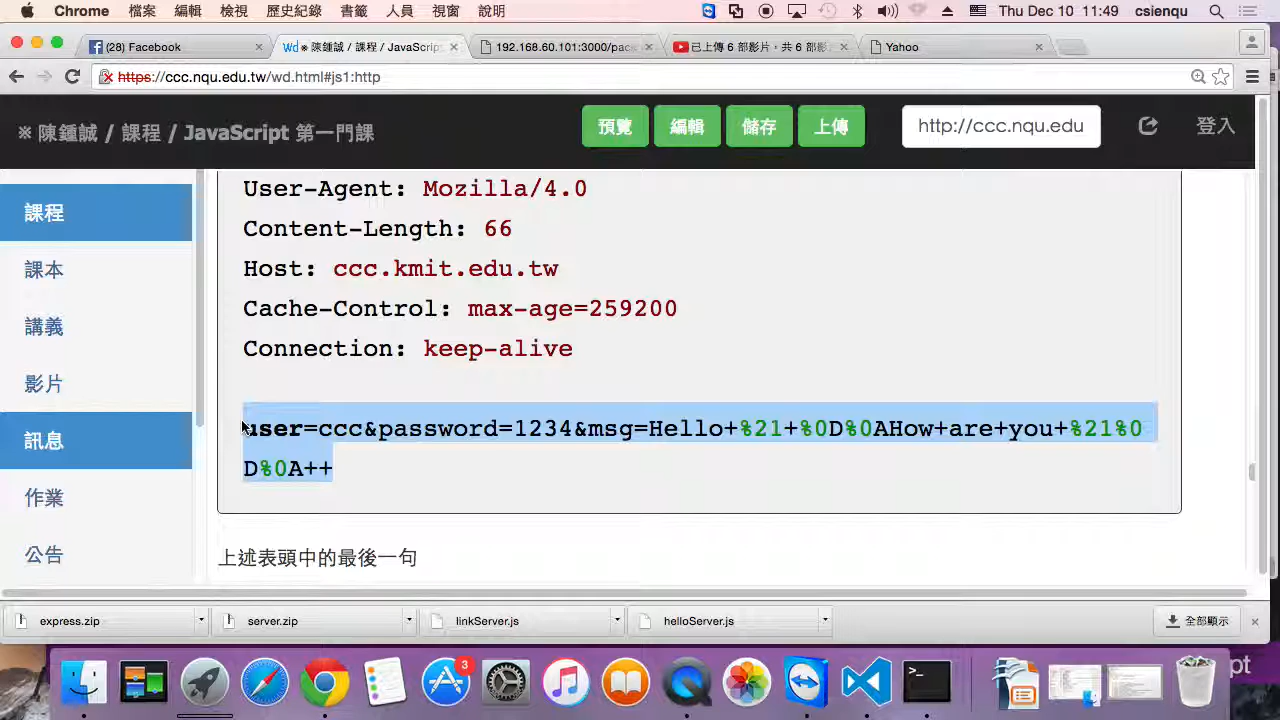 Chrome 檔案 編輯 檢視 歷史紀錄 書籤 人員 視窗 說明 Thu Dec 10 11:49 csienqu
(28) Facebook
Wd ※ 陳鍾誠 / 課程 / JavaScrip
192.168.60.101:3000/pac
已上傳 6 部影片，共 6 部影
Yahoo
https://ccc.nqu.edu.tw/wd.html#js1:http
※ 陳鍾誠 / 課程 / JavaScript 第一門課
預覽 編輯 儲存 上傳 http://ccc.nqu.edu 登入
課程
課本
講義
影片
訊息
作業
公告
User-Agent: Mozilla/4.0
Content-Length: 66
Host: ccc.kmit.edu.tw
Cache-Control: max-age=259200
Connection: keep-alive
user=ccc&password=1234&msg=Hello+%21+%0D%0AHow+are+you+%21%0
D%0A++
上述表頭中的最後一句
express.zip server.zip linkServer.js helloServer.js 全部顯示
3
pt